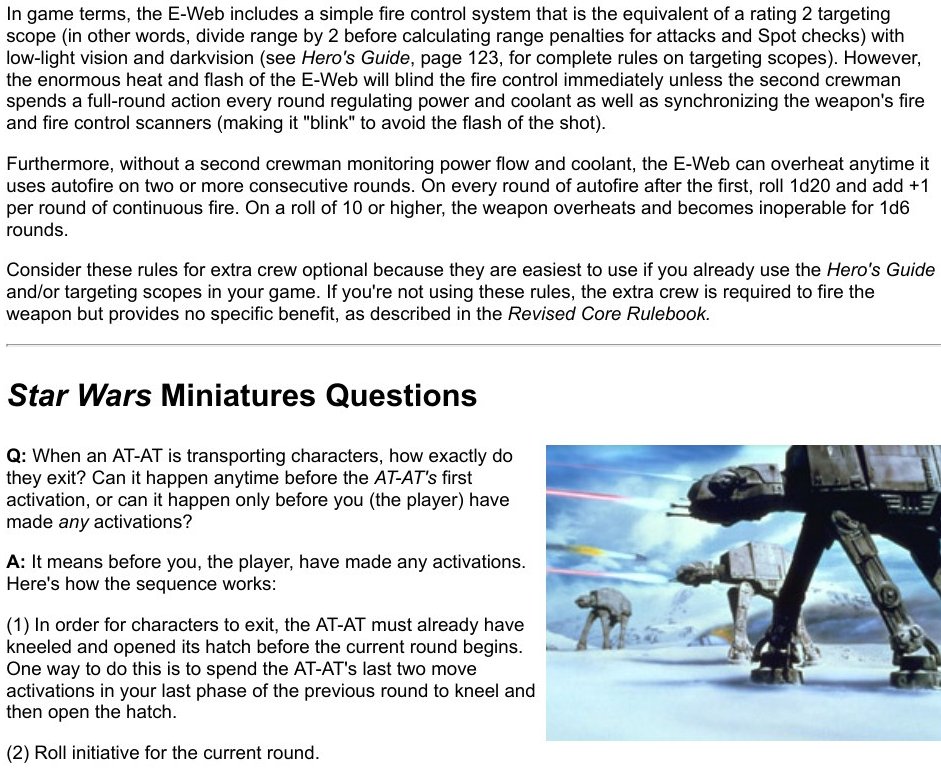 In game terms, the E-Web includes a simple fire control system that is the equivalent of a rating 2 targeting
scope (in other words, divide range by 2 before calculating range penalties for attacks and Spot checks) with
low-light vision and darkvision (see Hero's Guide, page 123, for complete rules on targeting scopes). However,
the enormous heat and flash of the E-Web will blind the fire control immediately unless the second crewman
spends a full-round action every round regulating power and coolant as well as synchronizing the weapon's fire
and fire control scanners (making it "blink" to avoid the flash of the shot).
Furthermore, without a second crewman monitoring power flow and coolant, the E-Web can overheat anytime it
uses autofire on two or more consecutive rounds. On every round of autofire after the first, roll 1d20 and add +1
per round of continuous fire. On a roll of 10 or higher, the weapon overheats and becomes inoperable for 1d6
rounds.
Consider these rules for extra crew optional because they are easiest to use if you already use the Hero's Guide
and/or targeting scopes in your game. If you're not using these rules, the extra crew is required to fire the
weapon but provides no specific benefit, as described in the Revised Core Rulebook.
Star Wars Miniatures Questions
Q: When an AT-AT is transporting characters, how exactly do
they exit? Can it happen anytime before the AT-AT's first
activation, or can it happen only before you (the player) have
made any activations?
A: It means before you, the player, have made any activations.
Here's how the sequence works:
(1) In order for characters to exit, the AT-AT must already have
kneeled and opened its hatch before the current round begins.
One way to do this is to spend the AT-AT's last two move
activations in your last phase of the previous round to kneel and
then open the hatch.
(2) Roll initiative for the current round.